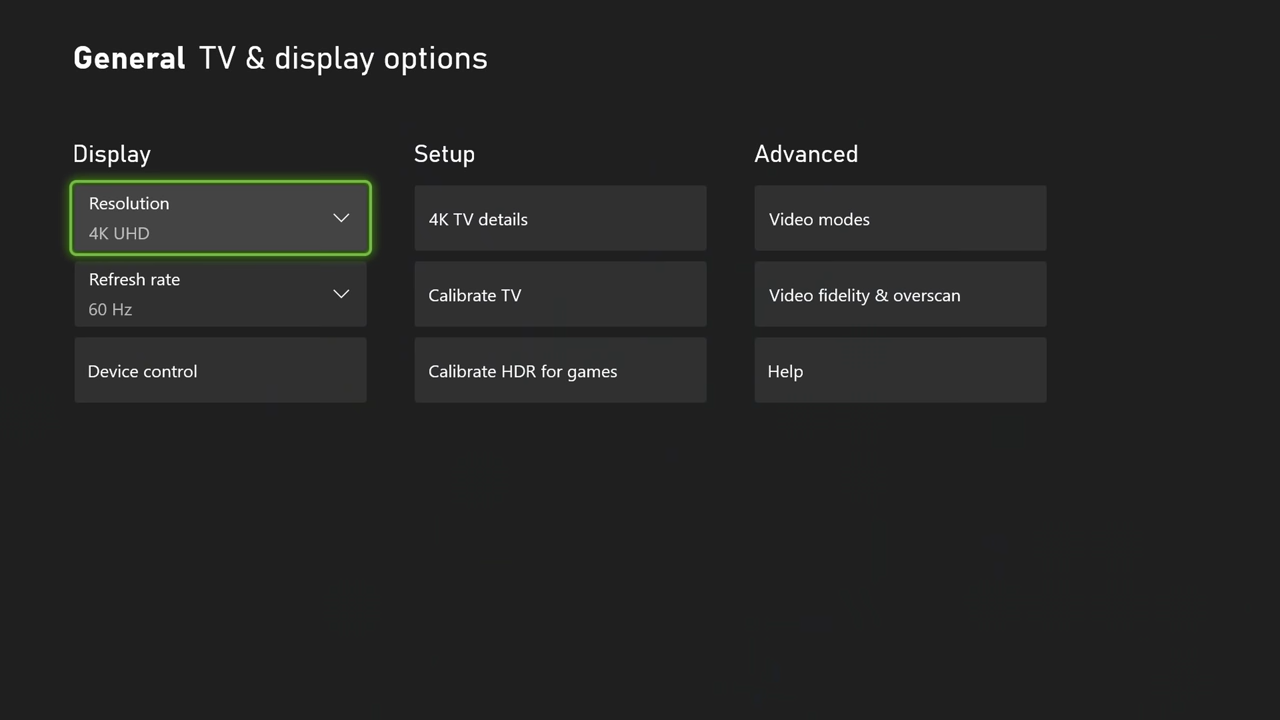 General TV & display options
Display
Resolution
4K UHD
Refresh rate
60 Hz
Device control
Setup
4K TV details
Calibrate TV
Calibrate HDR for games
Advanced
Video modes
Video fidelity & overscan
Help